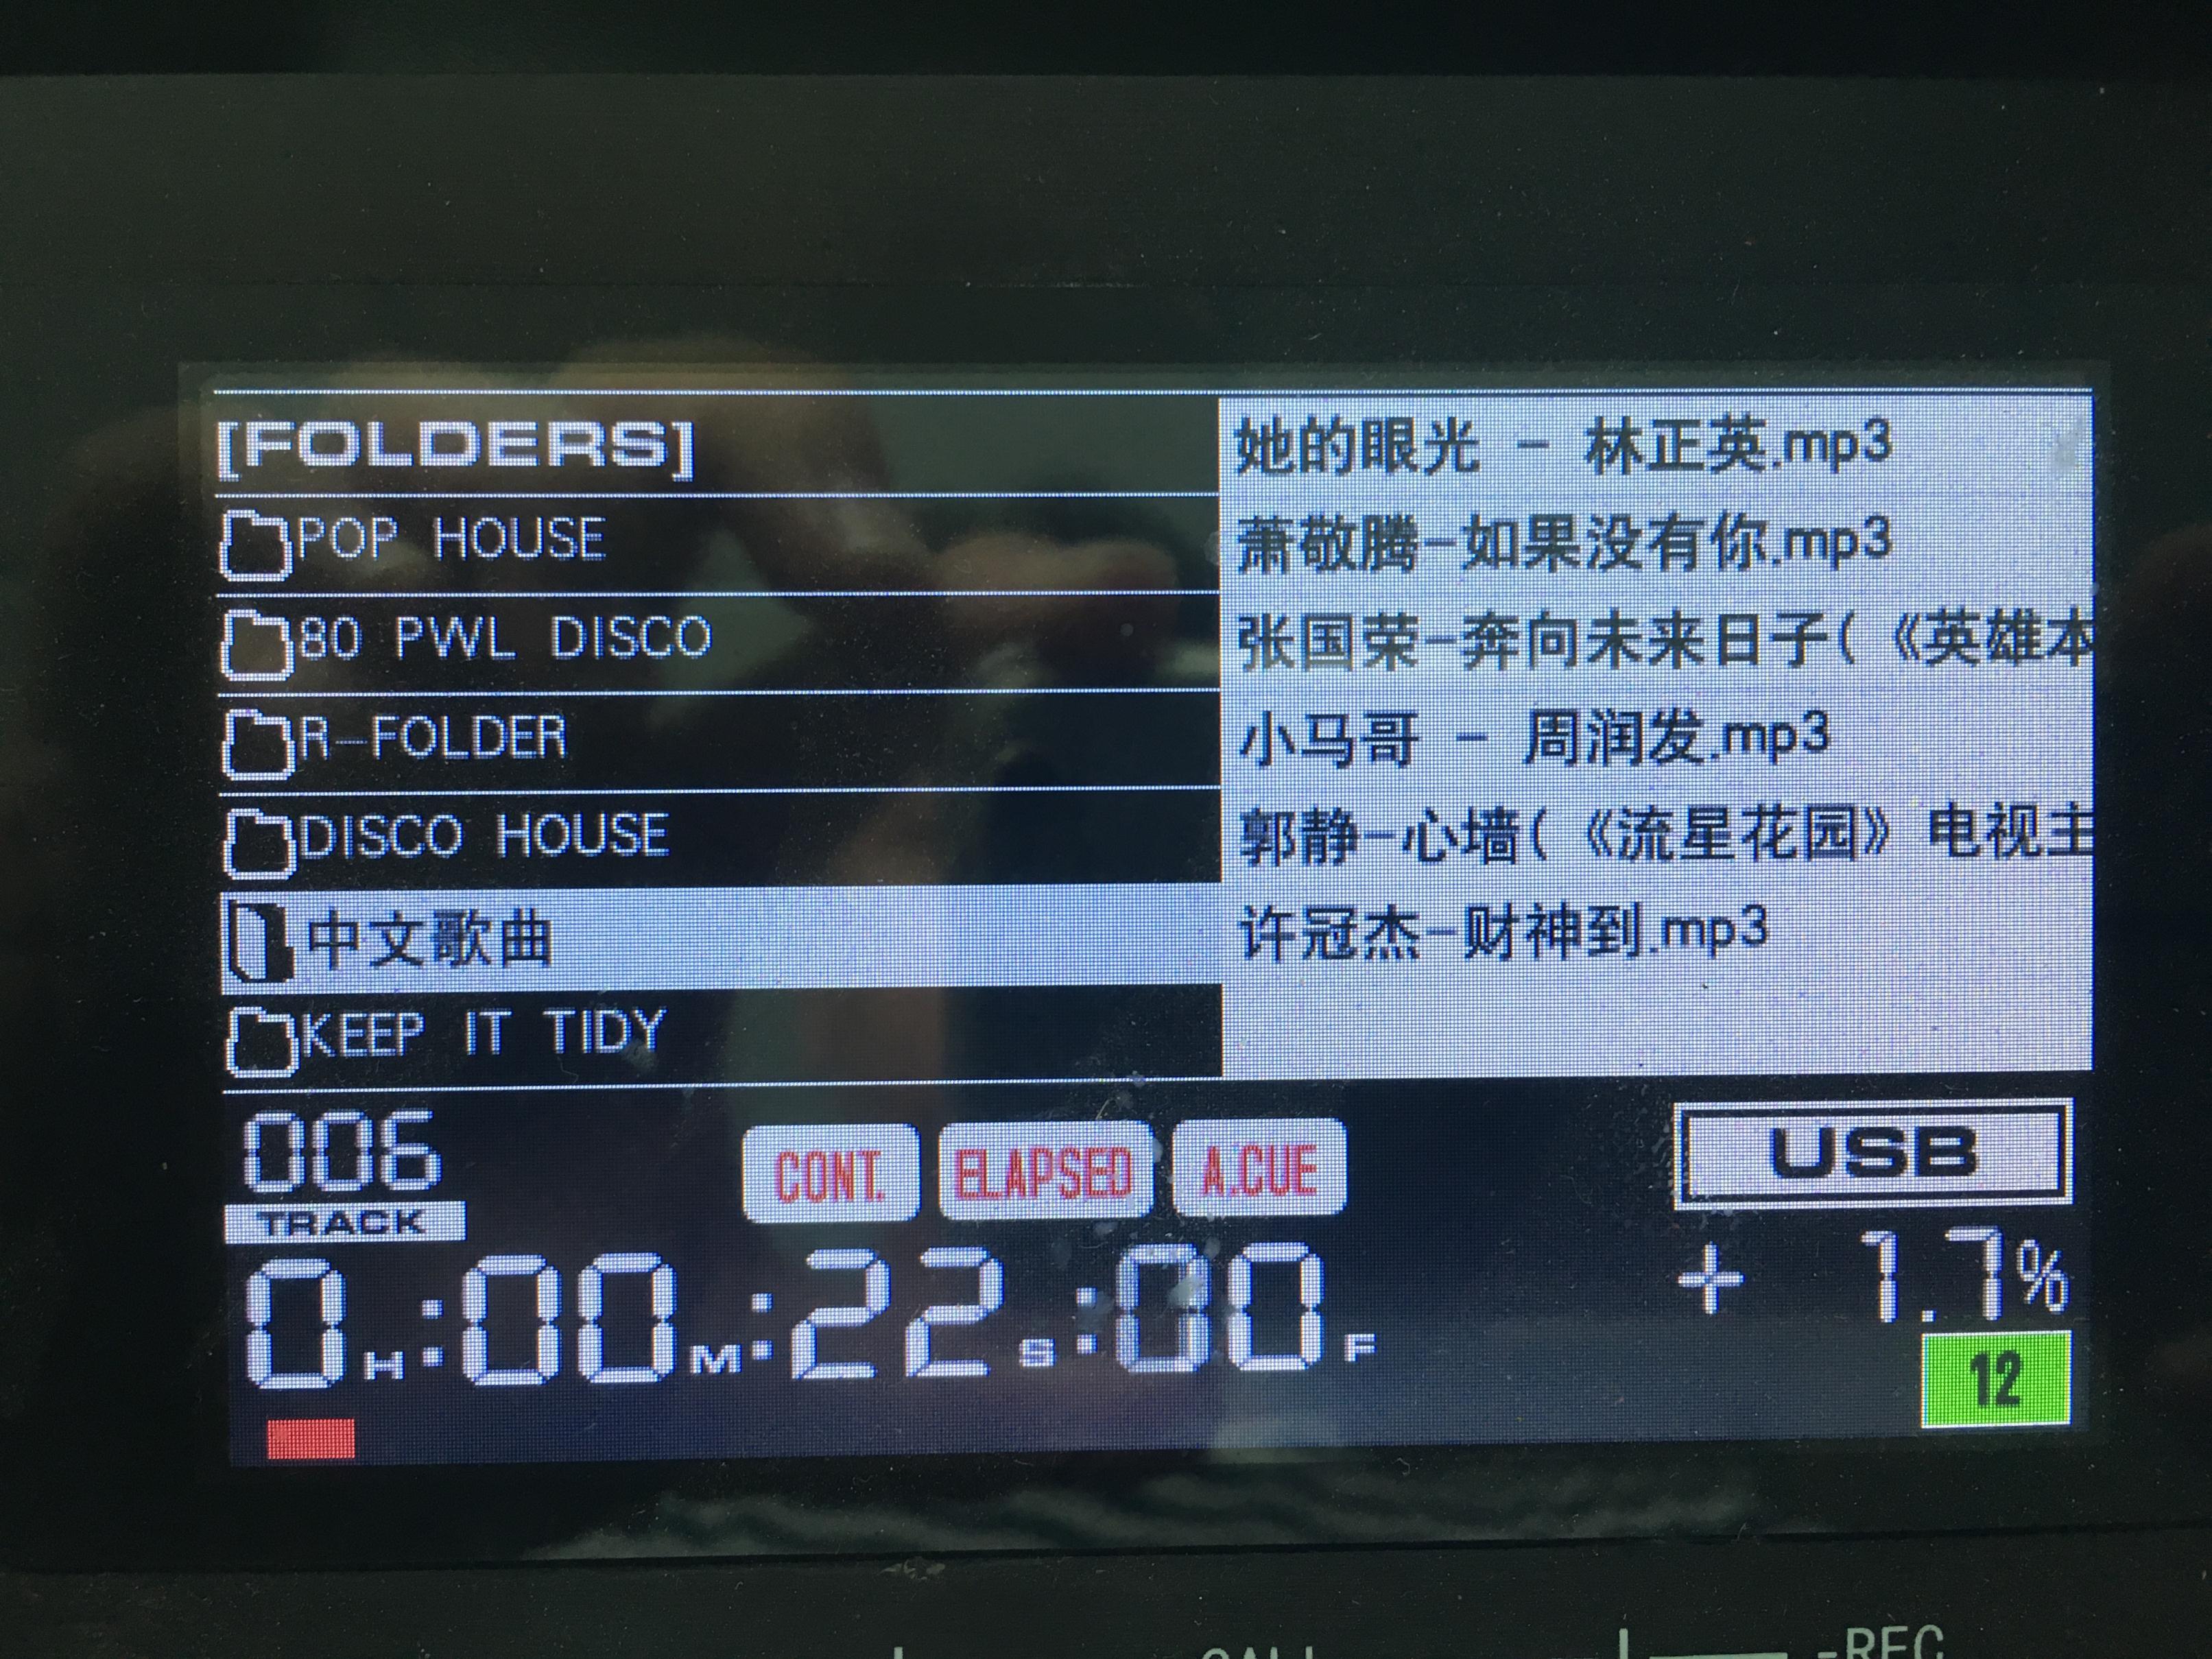 [FOLDERS]
POP HOUSE
80 PWL DISCO
R-FOLDER
DISCO HOUSE
中文歌曲
KEEP IT TIDY
她的眼光 - 林正英.mp3
萧敬腾-如果没有你.mp3
张国荣-奔向未来日子(《英雄本
小马哥 - 周润发.mp3
郭静-心墙(《流星花园》电视主
许冠杰-财神到.mp3
006
TRACK
CONT.
ELAPSED
A.CUE
USB
0H:00M:22S:00F
+ 1.7%
12
-REC